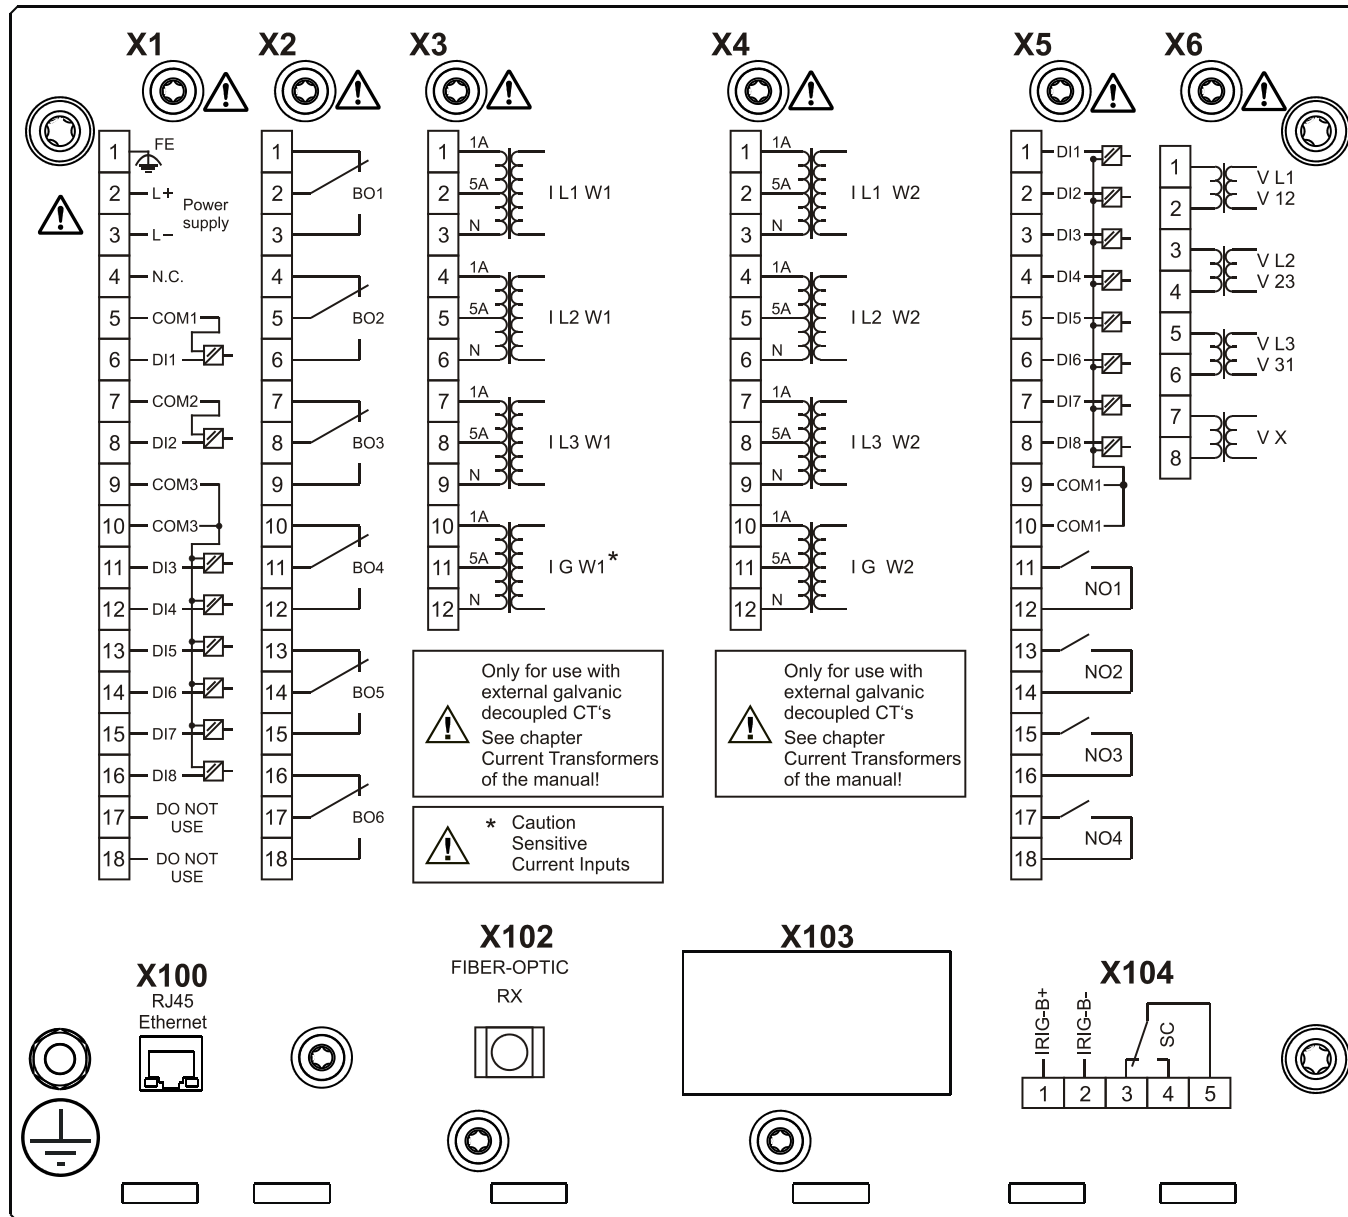 X1
X2
X3
X4
X5
X6
1 FE
2 L+ Power
supply
3 L–
4 N.C.
5 COM1
6 DI1
7 COM2
8 DI2
9 COM3
10 COM3
11 DI3
12 DI4
13 DI5
14 DI6
15 DI7
16 DI8
17 DO NOT
USE
18 DO NOT
USE
1
2 BO1
3
4
5 BO2
6
7
8 BO3
9
10
11 BO4
12
13
14 BO5
15
16
17 BO6
18
1 1A
2 5A I L1 W1
3 N
4 1A
5 5A I L2 W1
6 N
7 1A
8 5A I L3 W1
9 N
10 1A
11 5A I G W1*
12 N
Only for use with
external galvanic
decoupled CT‘s
See chapter
Current Transformers
of the manual!
* Caution
Sensitive
Current Inputs
1 1A
2 5A I L1 W2
3 N
4 1A
5 5A I L2 W2
6 N
7 1A
8 5A I L3 W2
9 N
10 1A
11 5A I G W2
12 N
Only for use with
external galvanic
decoupled CT‘s
See chapter
Current Transformers
of the manual!
1 DI1
2 DI2
3 DI3
4 DI4
5 DI5
6 DI6
7 DI7
8 DI8
9 COM1
10 COM1
11
NO1
12
13
NO2
14
15
NO3
16
17
NO4
18
1 V L1
2 V 12
3 V L2
4 V 23
5 V L3
6 V 31
7
V X
8
X100
RJ45
Ethernet
X102
FIBER-OPTIC
RX
X103
X104
IRIG-B+
IRIG-B-
SC
1 2 3 4 5